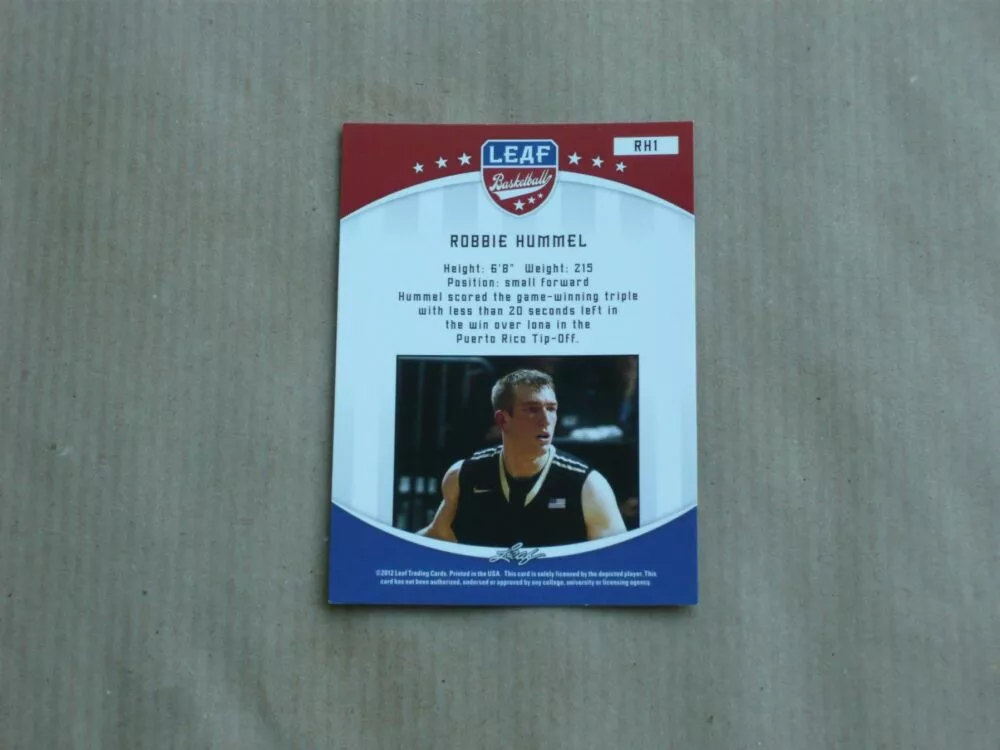 LEAF
Basketball
RH1
ROBBIE HUMMEL
Height: 6'8" Weight: 215
Position: small forward
Hummel scored the game-winning triple
with less than 20 seconds left in
the win over Iona in the
Puerto Rico Tip-Off.
Leaf
©2012 Leaf Trading Cards. Printed in the USA. This card is solely licensed by the depicted player. This
card has not been authorized, endorsed or approved by any college, university or licensing agency.